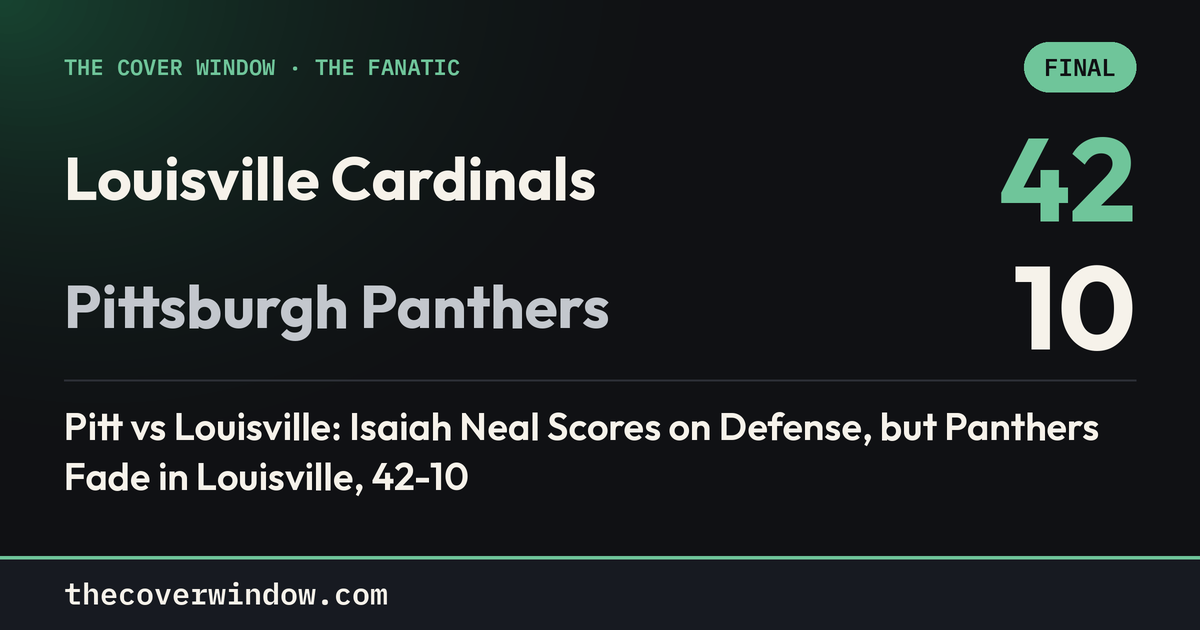 THE COVER WINDOW · THE FANATIC
FINAL
Louisville Cardinals 42
Pittsburgh Panthers 10
Pitt vs Louisville: Isaiah Neal Scores on Defense, but Panthers
Fade in Louisville, 42-10
thecoverwindow.com